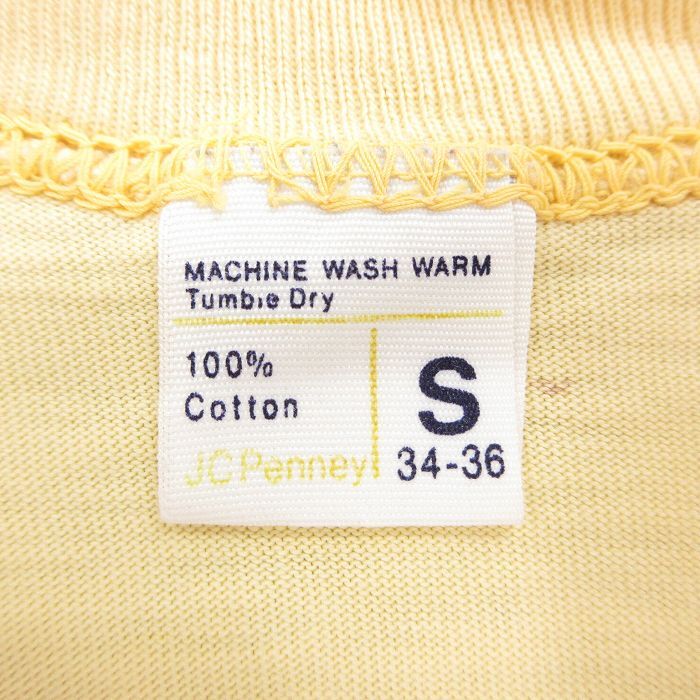 MACHINE WASH WARM
Tumble Dry
100%
Cotton
JCPenney
S
34-36